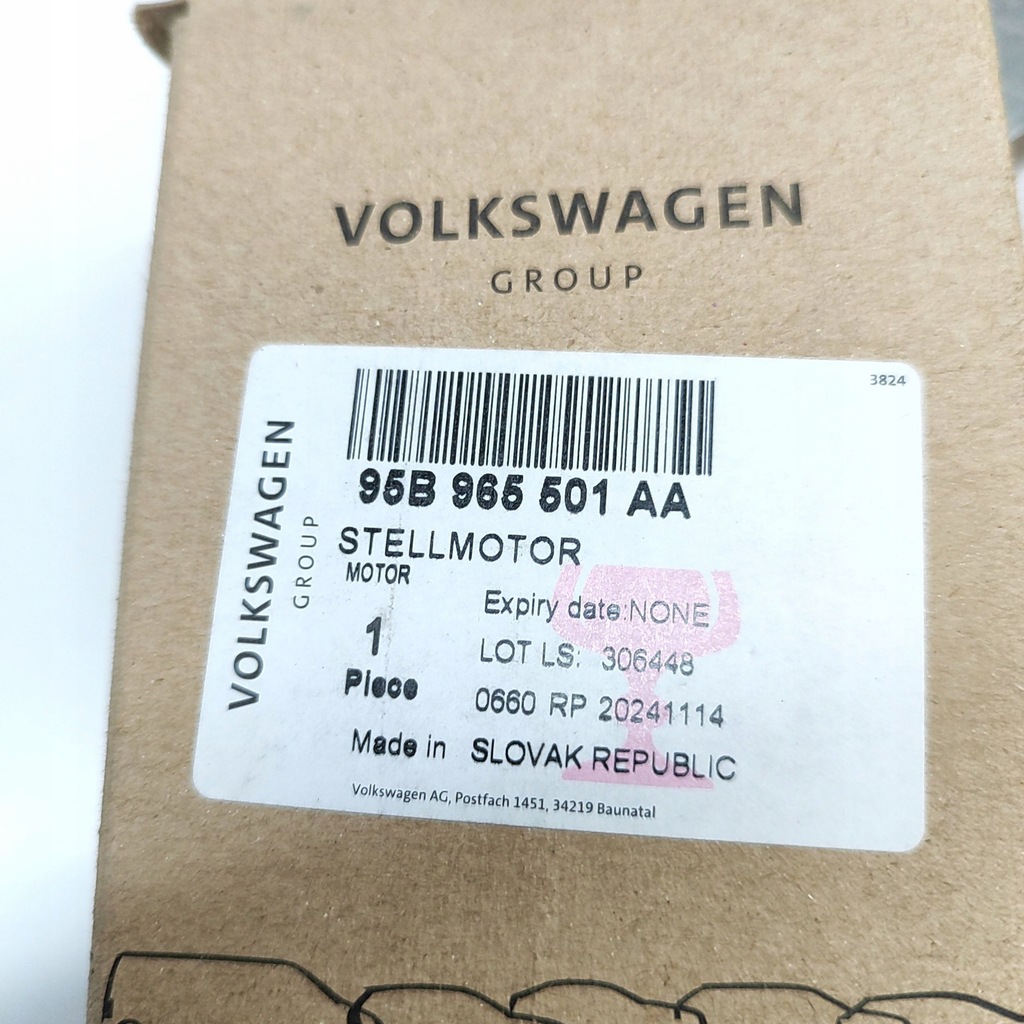 VOLKSWAGEN
GROUP
3824
VOLKSWAGEN
GROUP
95B 965 501 AA
STELLMOTOR
MOTOR
1
Piece
Expiry date:NONE
LOT LS: 306448
0660 RP 20241114
Made in SLOVAK REPUBLIC
Volkswagen AG, Postfach 1451, 34219 Baunatal